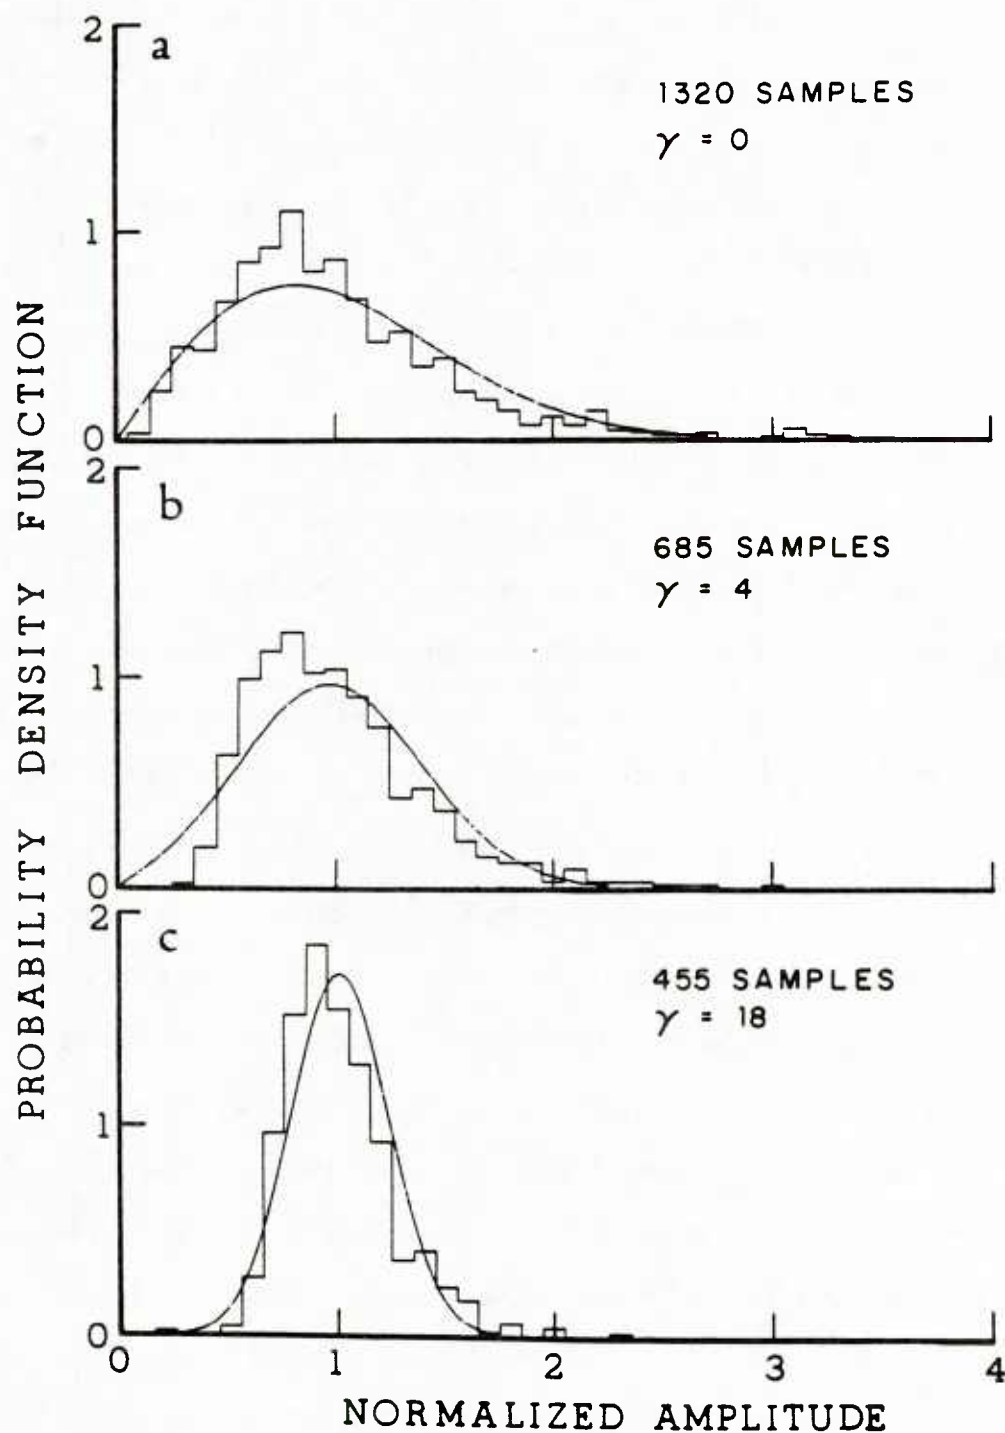 PROBABILITY DENSITY FUNCTION
2
a
1320 SAMPLES
γ = 0
1
0
2
b
685 SAMPLES
γ = 4
1
0
2
c
455 SAMPLES
γ = 18
1
0
0 1 2 3 4
NORMALIZED AMPLITUDE